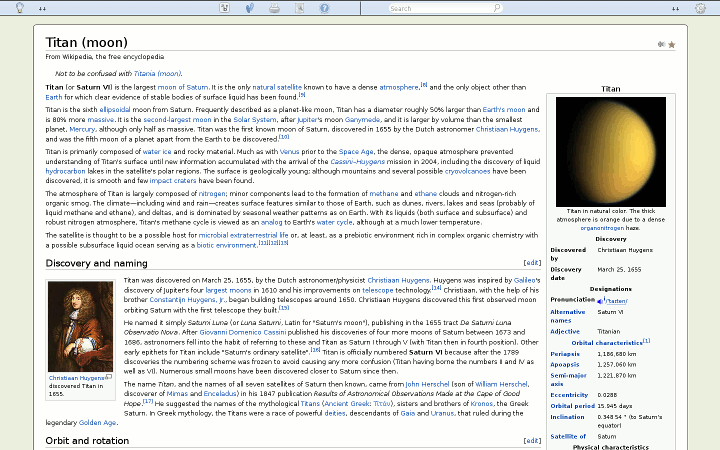 Search
Titan (moon)
From Wikipedia, the free encyclopedia
Not to be confused with Titania (moon).
Titan (or Saturn VI) is the largest moon of Saturn. It is the only natural satellite known to have a dense atmosphere,[8] and the only object other than
Earth for which clear evidence of stable bodies of surface liquid has been found.[9]
Titan is the sixth ellipsoidal moon from Saturn. Frequently described as a planet-like moon, Titan has a diameter roughly 50% larger than Earth's moon and
is 80% more massive. It is the second-largest moon in the Solar System, after Jupiter's moon Ganymede, and it is larger by volume than the smallest
planet, Mercury, although only half as massive. Titan was the first known moon of Saturn, discovered in 1655 by the Dutch astronomer Christiaan Huygens,
and was the fifth moon of a planet apart from the Earth to be discovered.[10]
Titan is primarily composed of water ice and rocky material. Much as with Venus prior to the Space Age, the dense, opaque atmosphere prevented
understanding of Titan's surface until new information accumulated with the arrival of the Cassini–Huygens mission in 2004, including the discovery of liquid
hydrocarbon lakes in the satellite's polar regions. The surface is geologically young; although mountains and several possible cryovolcanoes have been
discovered, it is smooth and few impact craters have been found.
The atmosphere of Titan is largely composed of nitrogen; minor components lead to the formation of methane and ethane clouds and nitrogen-rich
organic smog. The climate—including wind and rain—creates surface features similar to those of Earth, such as dunes, rivers, lakes and seas (probably of
liquid methane and ethane), and deltas, and is dominated by seasonal weather patterns as on Earth. With its liquids (both surface and subsurface) and
robust nitrogen atmosphere, Titan's methane cycle is viewed as an analog to Earth's water cycle, although at a much lower temperature.
The satellite is thought to be a possible host for microbial extraterrestrial life or, at least, as a prebiotic environment rich in complex organic chemistry with
a possible subsurface liquid ocean serving as a biotic environment.[11][12][13]
Discovery and naming
[edit]
Titan was discovered on March 25, 1655, by the Dutch astronomer/physicist Christiaan Huygens. Huygens was inspired by Galileo's
discovery of Jupiter's four largest moons in 1610 and his improvements on telescope technology.[14] Christiaan, with the help of his
brother Constantijn Huygens, Jr., began building telescopes around 1650. Christiaan Huygens discovered this first observed moon
orbiting Saturn with the first telescope they built.[15]
He named it simply Saturni Luna (or Luna Saturni, Latin for "Saturn's moon"), publishing in the 1655 tract De Saturni Luna
Observatio Nova. After Giovanni Domenico Cassini published his discoveries of four more moons of Saturn between 1673 and
1686, astronomers fell into the habit of referring to these and Titan as Saturn I through V (with Titan then in fourth position). Other
early epithets for Titan include "Saturn's ordinary satellite".[16] Titan is officially numbered Saturn VI because after the 1789
discoveries the numbering scheme was frozen to avoid causing any more confusion (Titan having borne the numbers II and IV as
well as VI). Numerous small moons have been discovered closer to Saturn since then.
The name Titan, and the names of all seven satellites of Saturn then known, came from John Herschel (son of William Herschel,
discoverer of Mimas and Enceladus) in his 1847 publication Results of Astronomical Observations Made at the Cape of Good
Hope.[17] He suggested the names of the mythological Titans (Ancient Greek: Τῑτάν), sisters and brothers of Kronos, the Greek
Saturn. In Greek mythology, the Titans were a race of powerful deities, descendants of Gaia and Uranus, that ruled during the
legendary Golden Age.
Christiaan Huygens
discovered Titan in
1655.
Orbit and rotation
[edit]
Titan
Titan in natural color. The thick
atmosphere is orange due to a dense
organonitrogen haze.
Discovery
Discovered by Christiaan Huygens
Discovery date March 25, 1655
Designations
Pronunciation /ˈtaɪtən/
Alternative names Saturn VI
Adjective Titanian
Orbital characteristics[1]
Periapsis 1,186,680 km
Apoapsis 1,257,060 km
Semi-major axis 1,221,870 km
Eccentricity 0.0288
Orbital period 15.945 days
Inclination 0.348 54 ° (to Saturn's
equator)
Satellite of Saturn
Physical characteristics